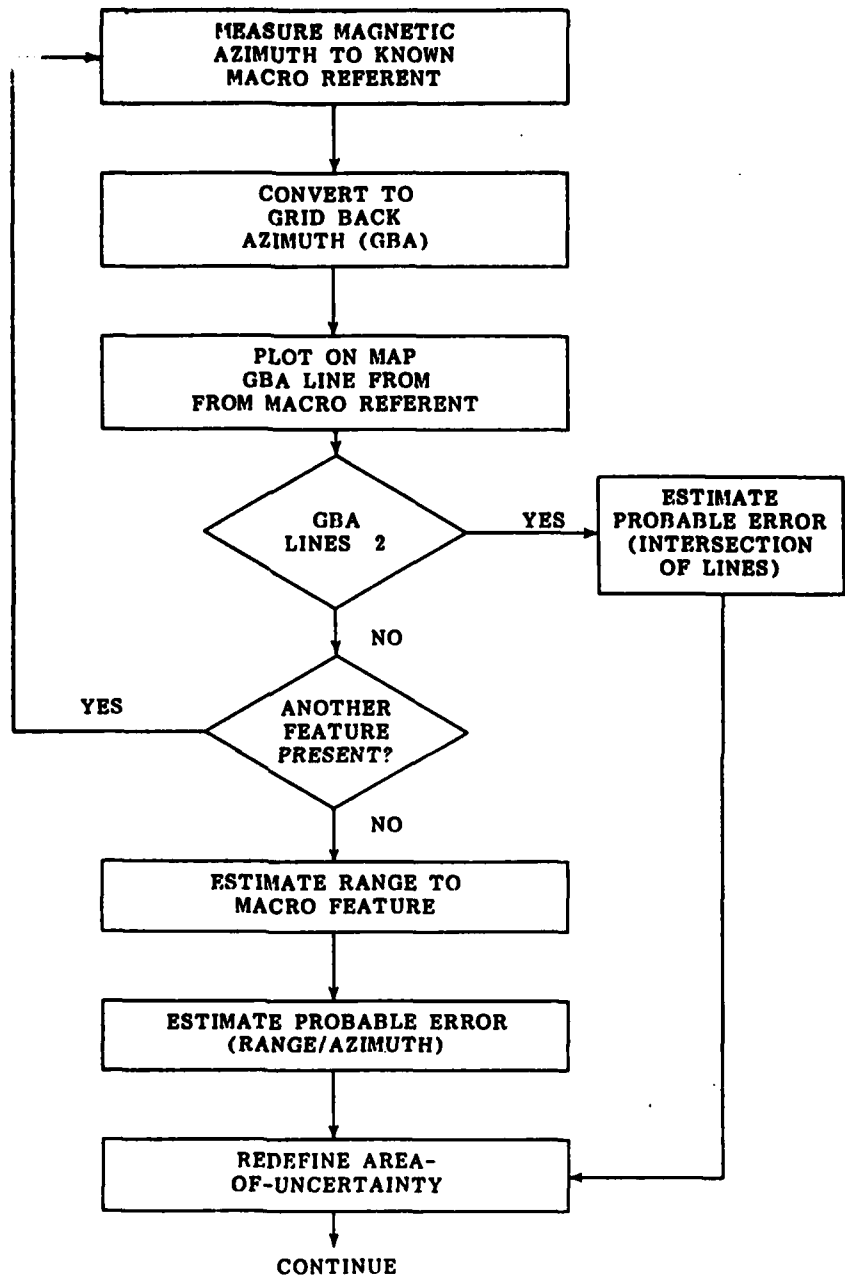 MEASURE MAGNETIC
AZIMUTH TO KNOWN
MACRO REFERENT
CONVERT TO
GRID BACK
AZIMUTH (GBA)
PLOT ON MAP
GBA LINE FROM
FROM MACRO REFERENT
GBA
LINES 2
YES
ESTIMATE
PROBABLE ERROR
(INTERSECTION
OF LINES)
NO
YES
ANOTHER
FEATURE
PRESENT?
NO
ESTIMATE RANGE TO
MACRO FEATURE
ESTIMATE PROBABLE ERROR
(RANGE/AZIMUTH)
REDEFINE AREA-
OF-UNCERTAINTY
CONTINUE